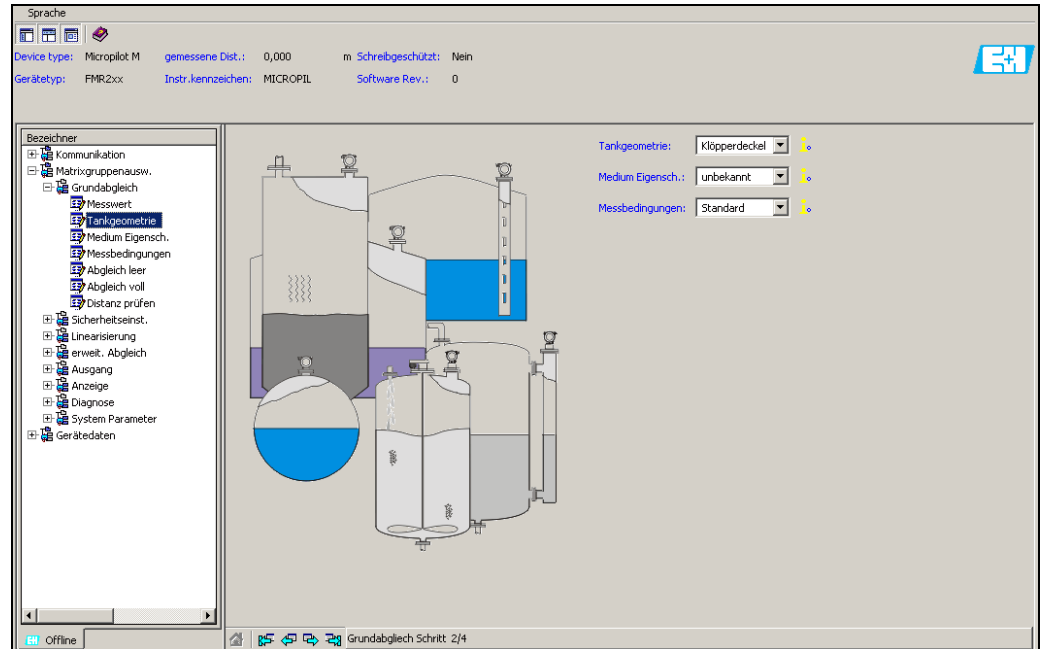 Sprache
Device type: Micropilot M gemessene Dist.: 0,000 m Schreibgeschützt: Nein
Gerätetyp: FMR2xx Instr.kennzeichen: MICROPIL Software Rev.: 0
E+H
Bezeichner
Kommunikation
Matrixgruppenausw.
Grundabgleich
Messwert
Tankgeometrie
Medium Eigensch.
Messbedingungen
Abgleich leer
Abgleich voll
Distanz prüfen
Sicherheitseinst.
Linearisierung
erweit. Abgleich
Ausgang
Anzeige
Diagnose
System Parameter
Gerätedaten
Tankgeometrie: Klöpperdeckel
Medium Eigensch.: unbekannt
Messbedingungen: Standard
Offline
Grundabgliech Schritt 2/4